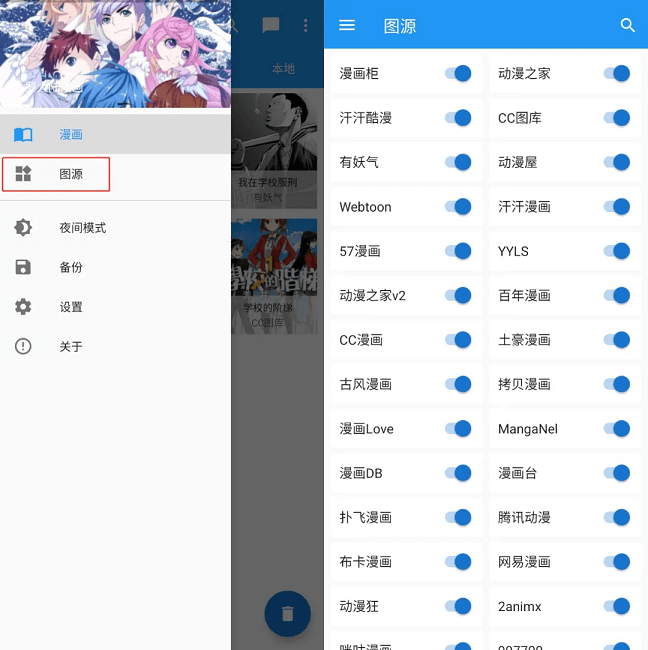 漫画
图源
夜间模式
备份
设置
关于
本地
我在学校服刑
有妖气
学校的阶梯
CC图库
图源
漫画柜
动漫之家
汗汗酷漫
CC图库
有妖气
动漫屋
Webtoon
汗汗漫画
57漫画
YYLS
动漫之家v2
百年漫画
CC漫画
土豪漫画
古风漫画
拷贝漫画
漫画Love
MangaNel
漫画DB
漫画台
扑飞漫画
腾讯动漫
布卡漫画
网易漫画
动漫狂
2animx